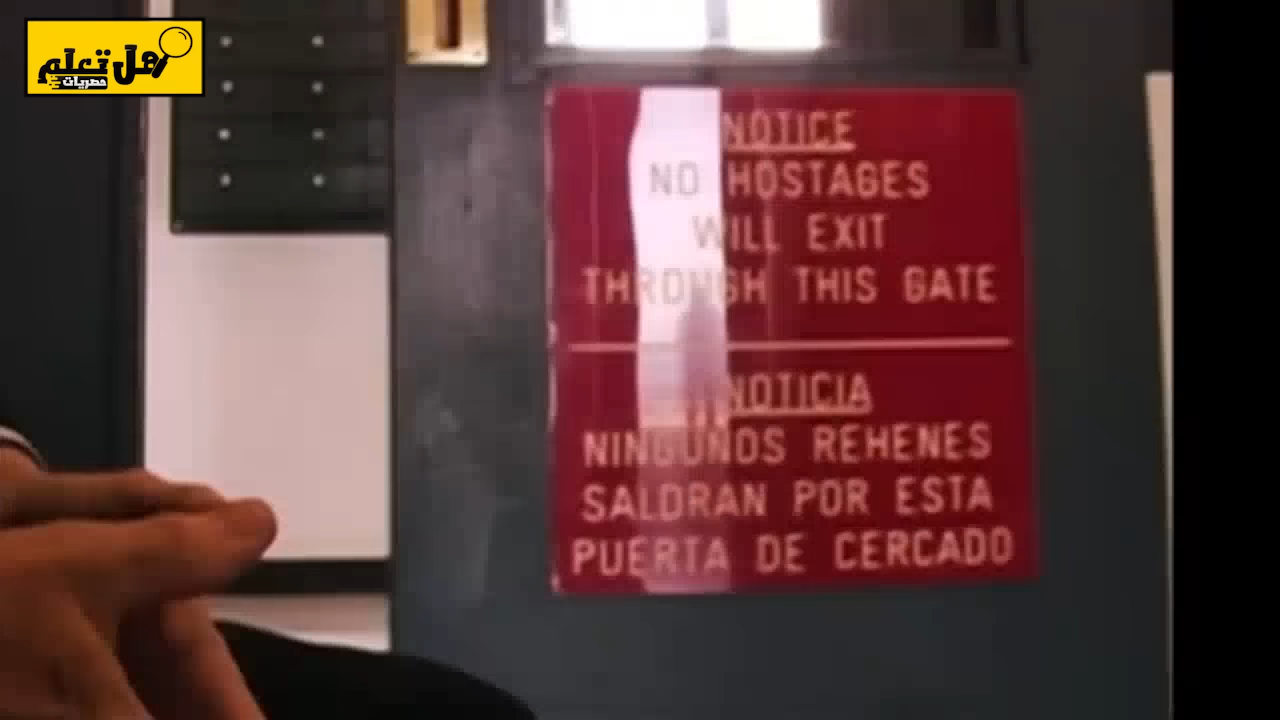 هل تعلم
حصريات
NOTICE
NO HOSTAGES
WILL EXIT
THROUGH THIS GATE
NOTICIA
NINGUNOS REHENES
SALDRAN POR ESTA
PUERTA DE CERCADO